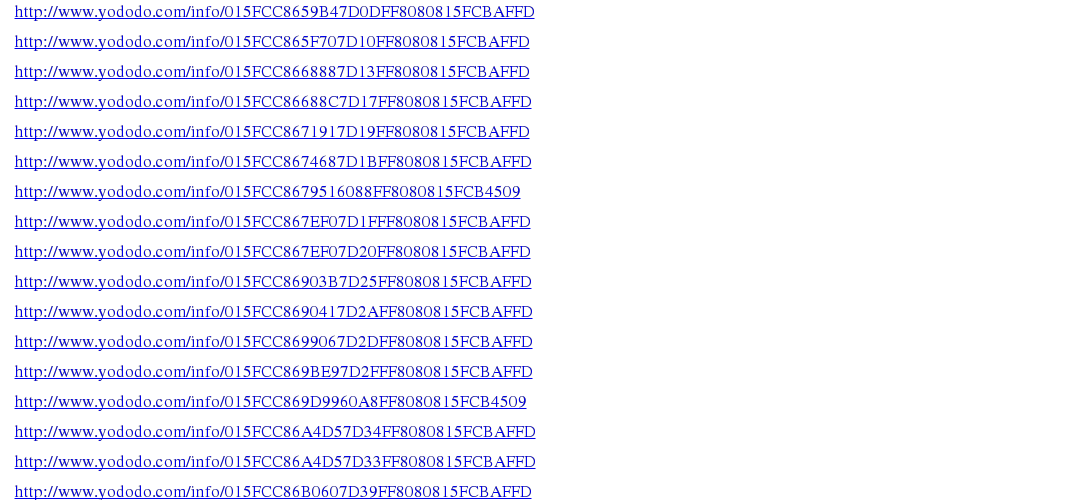 http://www.yododo.com/info/015FCC8659B47D0DFF8080815FCBAFFD
http://www.yododo.com/info/015FCC865F707D10FF8080815FCBAFFD
http://www.yododo.com/info/015FCC8668887D13FF8080815FCBAFFD
http://www.yododo.com/info/015FCC86688C7D17FF8080815FCBAFFD
http://www.yododo.com/info/015FCC8671917D19FF8080815FCBAFFD
http://www.yododo.com/info/015FCC8674687D1BFF8080815FCBAFFD
http://www.yododo.com/info/015FCC8679516088FF8080815FCB4509
http://www.yododo.com/info/015FCC867EF07D1FFF8080815FCBAFFD
http://www.yododo.com/info/015FCC867EF07D20FF8080815FCBAFFD
http://www.yododo.com/info/015FCC86903B7D25FF8080815FCBAFFD
http://www.yododo.com/info/015FCC8690417D2AFF8080815FCBAFFD
http://www.yododo.com/info/015FCC8699067D2DFF8080815FCBAFFD
http://www.yododo.com/info/015FCC869BE97D2FFF8080815FCBAFFD
http://www.yododo.com/info/015FCC869D9960A8FF8080815FCB4509
http://www.yododo.com/info/015FCC86A4D57D34FF8080815FCBAFFD
http://www.yododo.com/info/015FCC86A4D57D33FF8080815FCBAFFD
http://www.yododo.com/info/015FCC86B0607D39FF8080815FCBAFFD